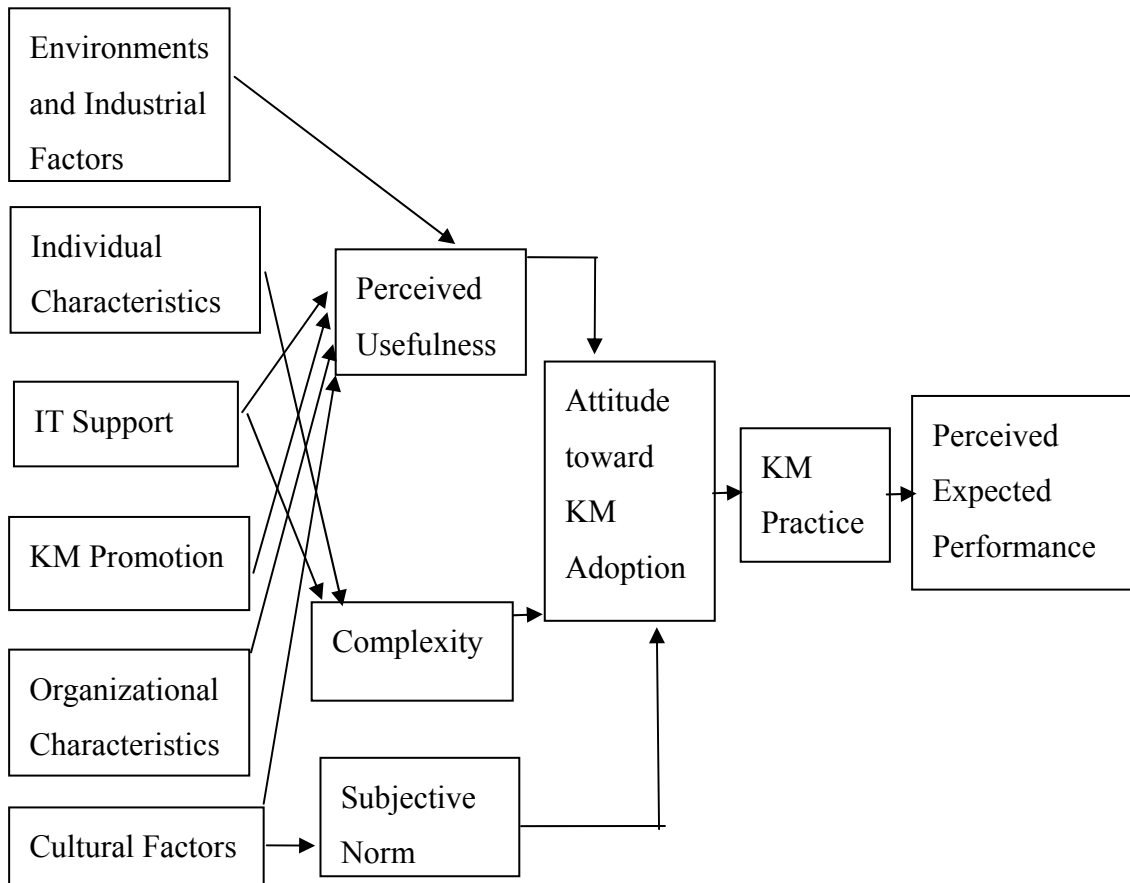 Environments
and Industrial
Factors
Individual
Characteristics
IT Support
KM Promotion
Organizational
Characteristics
Cultural Factors
Perceived
Usefulness
Complexity
Subjective
Norm
Attitude
toward
KM
Adoption
KM
Practice
Perceived
Expected
Performance